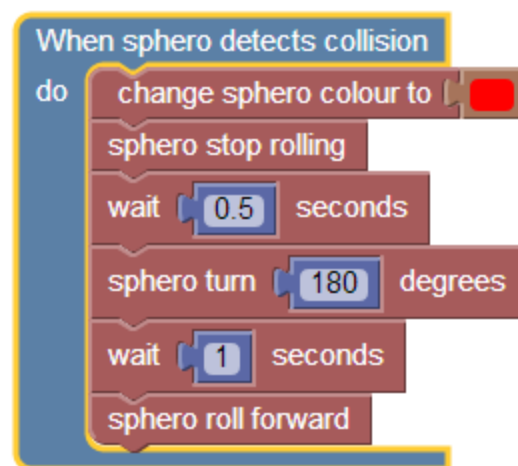 When sphero detects collision
do change sphero colour to
sphero stop rolling
wait 0.5 seconds
sphero turn 180 degrees
wait 1 seconds
sphero roll forward